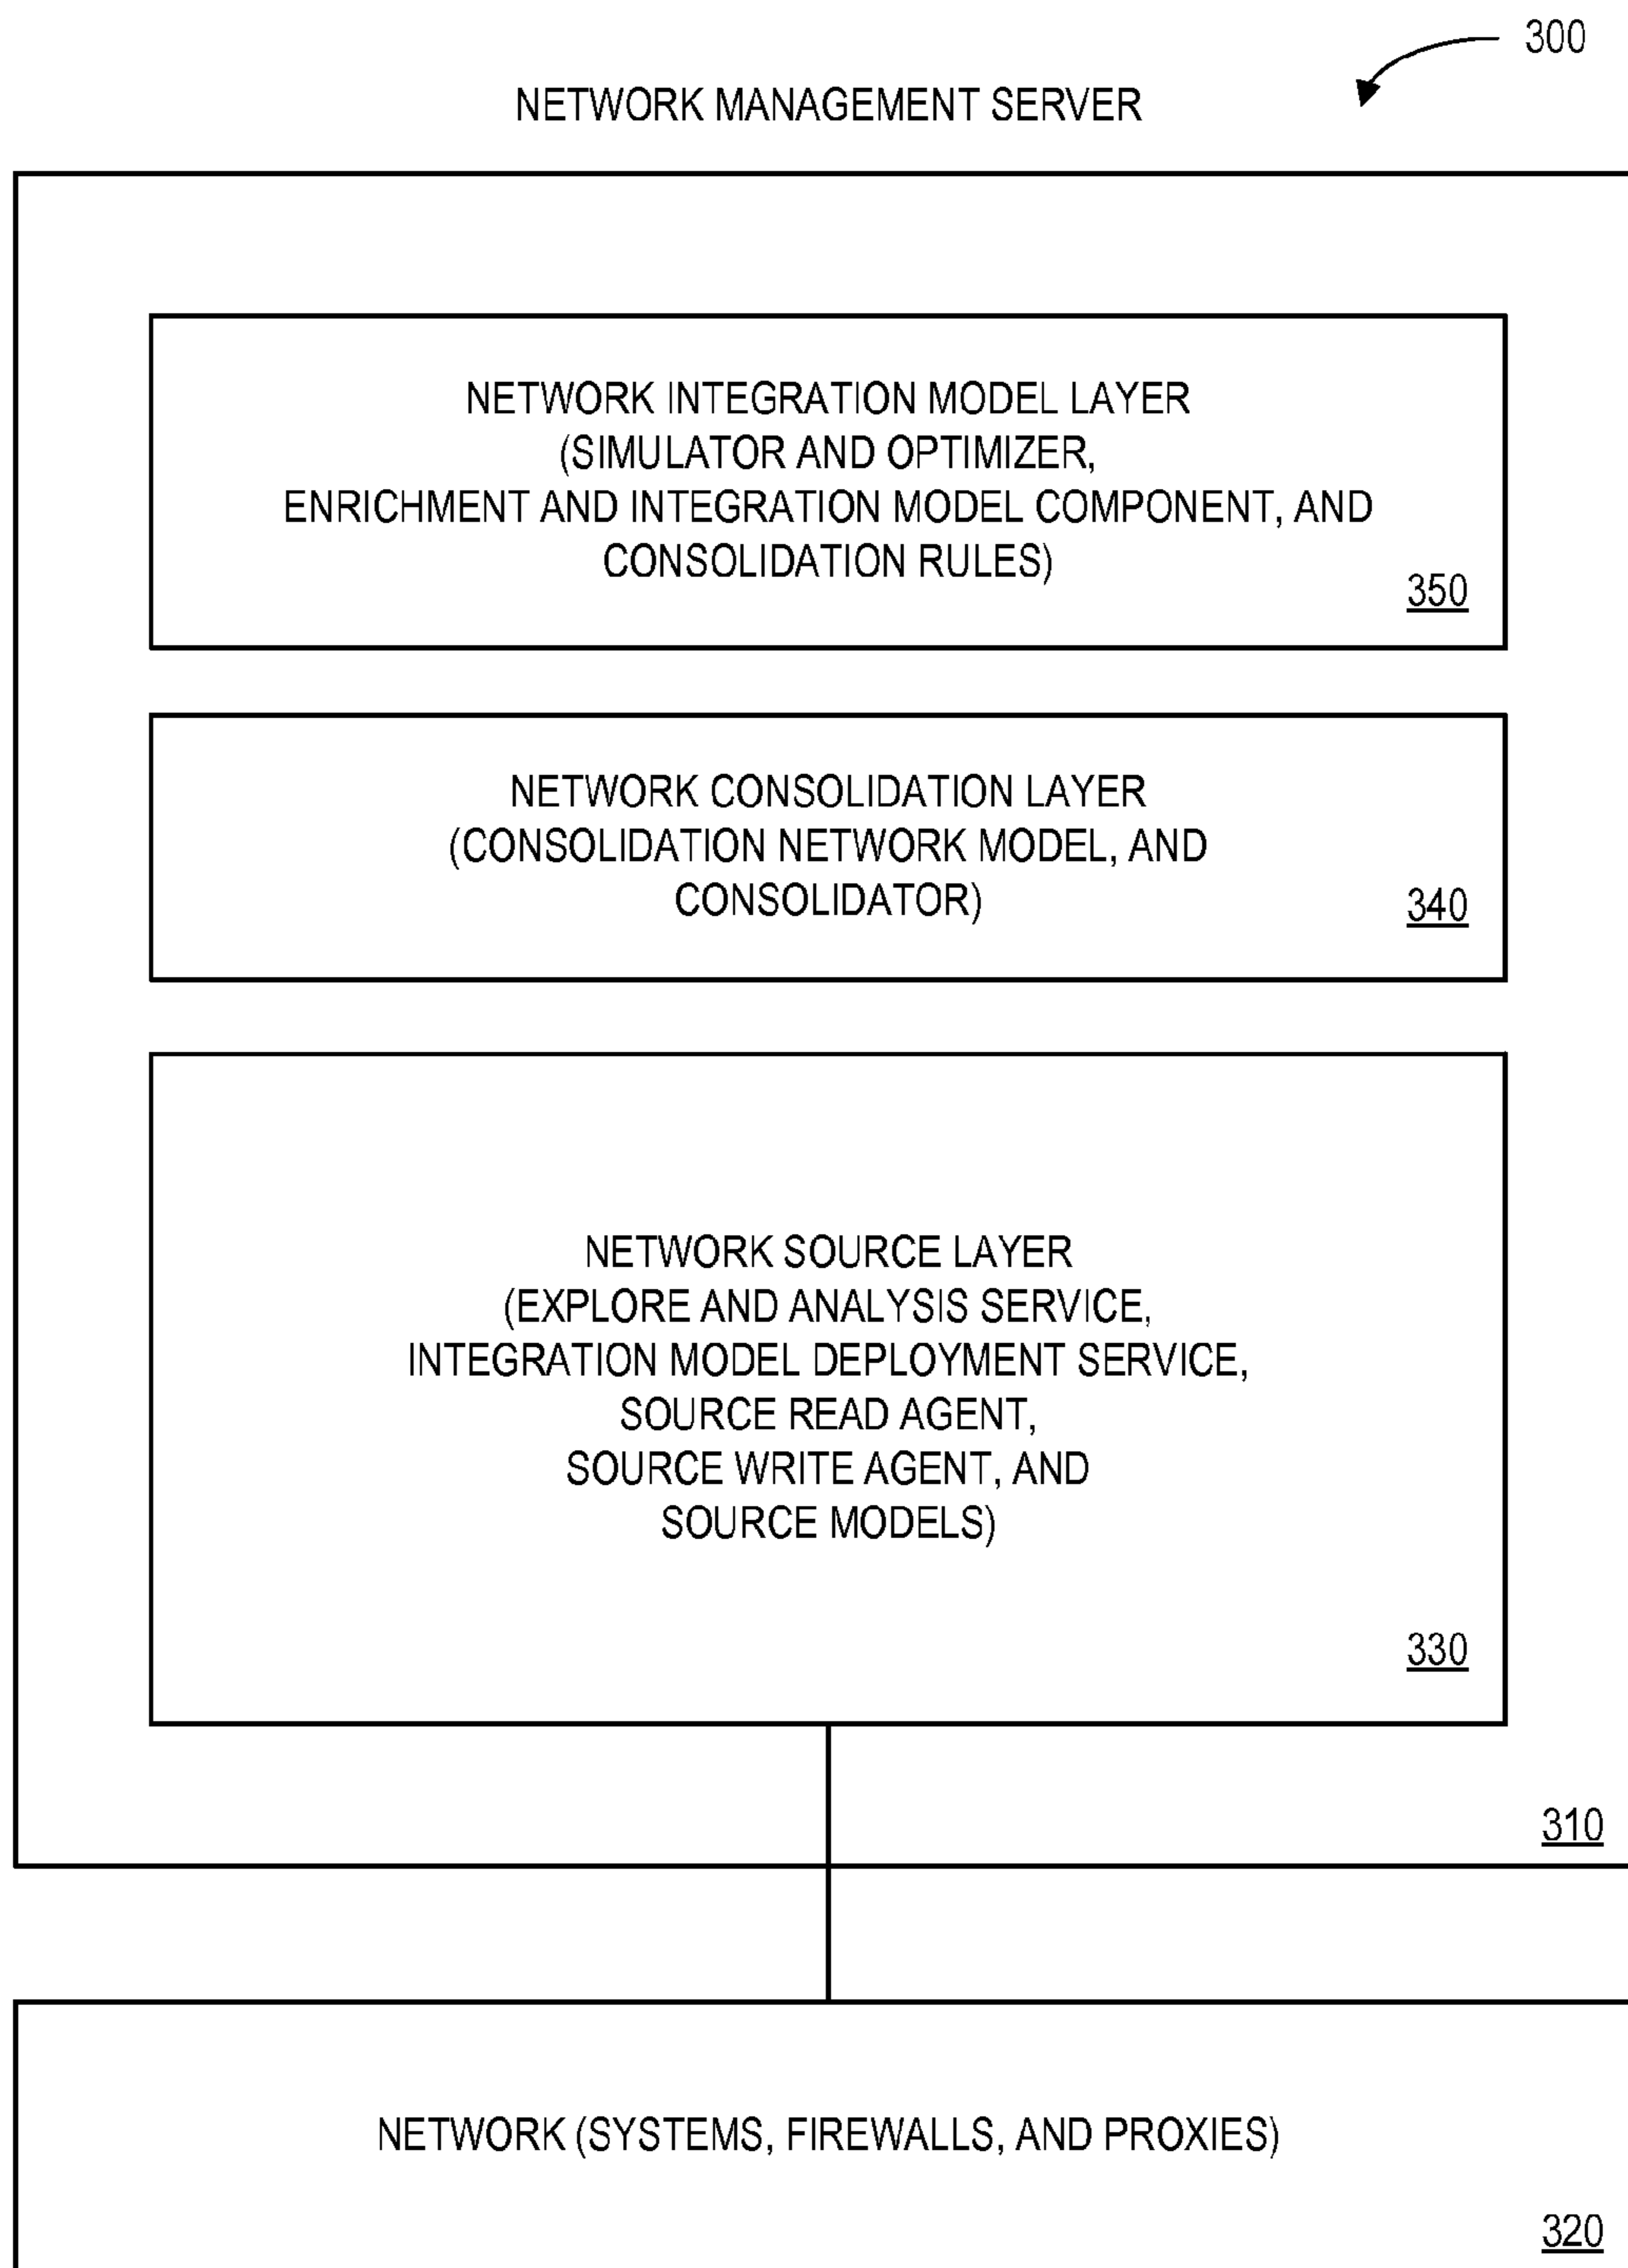 300
NETWORK MANAGEMENT SERVER
NETWORK INTEGRATION MODEL LAYER
(SIMULATOR AND OPTIMIZER,
ENRICHMENT AND INTEGRATION MODEL COMPONENT, AND
CONSOLIDATION RULES)
350
NETWORK CONSOLIDATION LAYER
(CONSOLIDATION NETWORK MODEL, AND
CONSOLIDATOR)
340
NETWORK SOURCE LAYER
(EXPLORE AND ANALYSIS SERVICE,
INTEGRATION MODEL DEPLOYMENT SERVICE,
SOURCE READ AGENT,
SOURCE WRITE AGENT, AND
SOURCE MODELS)
330
310
NETWORK (SYSTEMS, FIREWALLS, AND PROXIES)
320